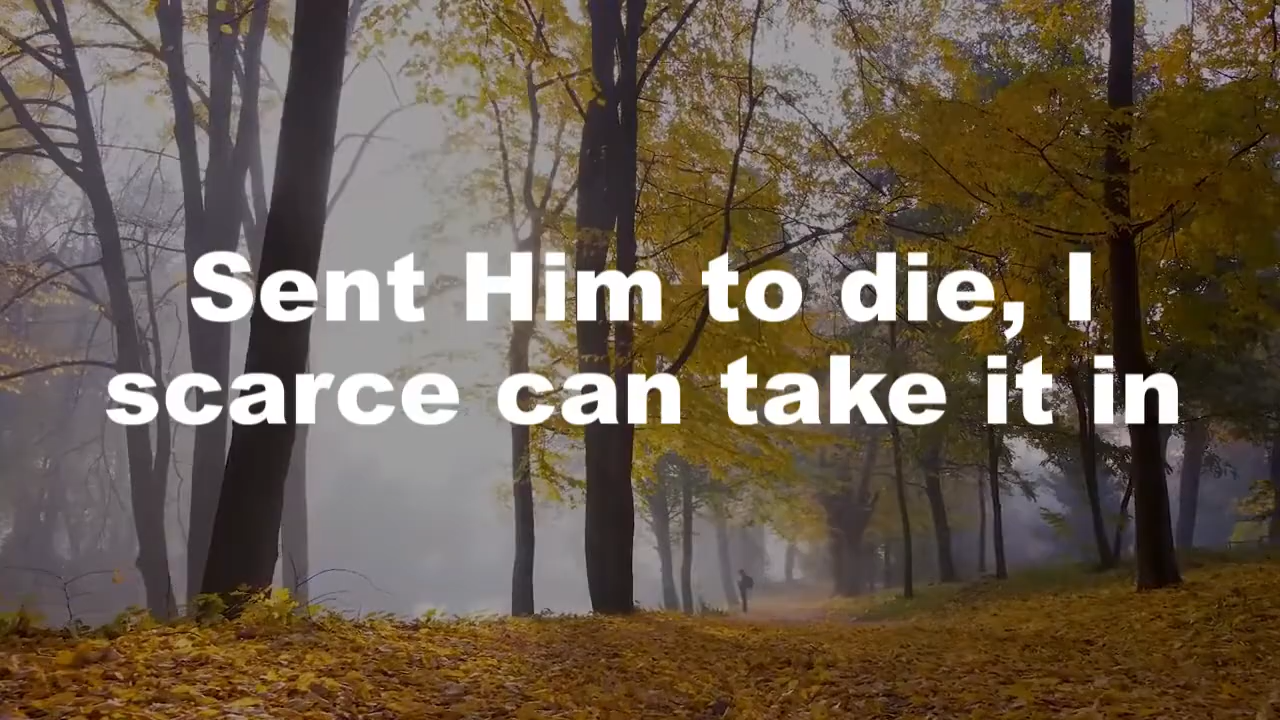 Sent Him to die, I
scarce can take it in